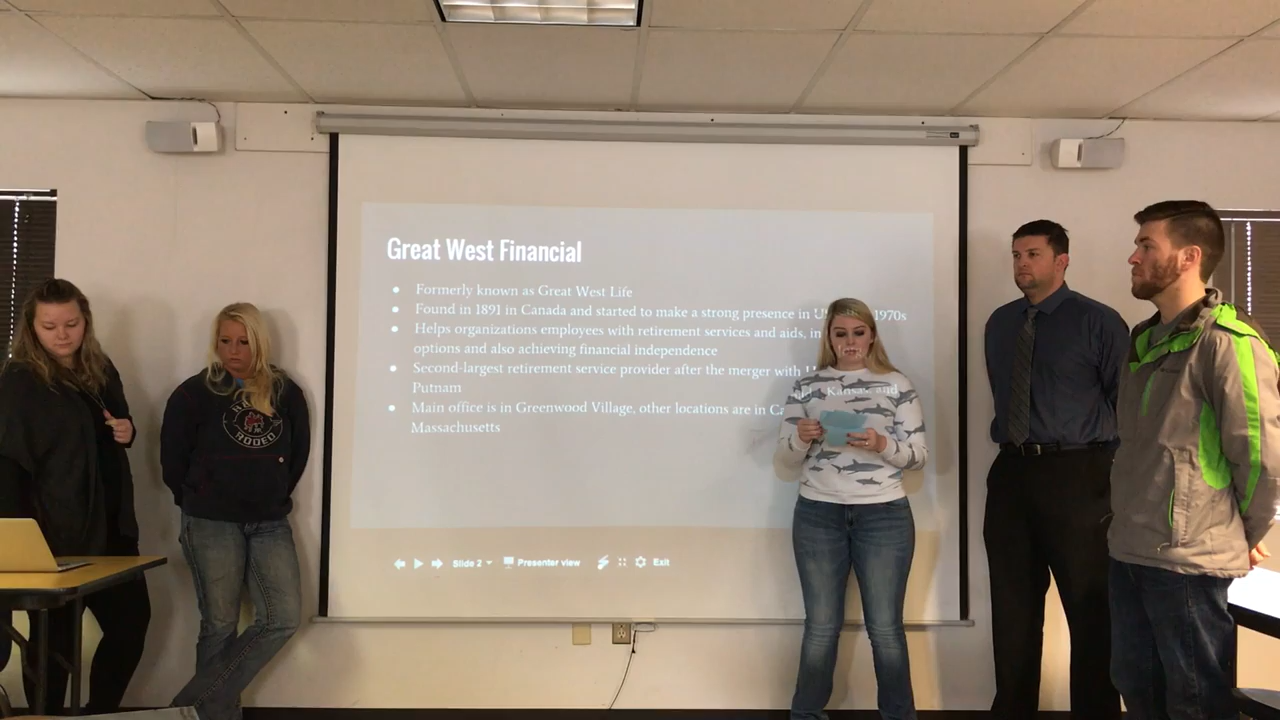 Great West Financial
● Formerly known as Great West Life
● Found in 1891 in Canada and started to make a strong presence in 1970s
● Helps organizations employees with retirement services and aids,
options and also achieving financial independence
● Second-largest retirement service provider after the merger with
Putnam
● Main office is in Greenwood Village, other locations are in Kansas and
Massachusetts
Slide 2 Presenter view Exit
RODEO